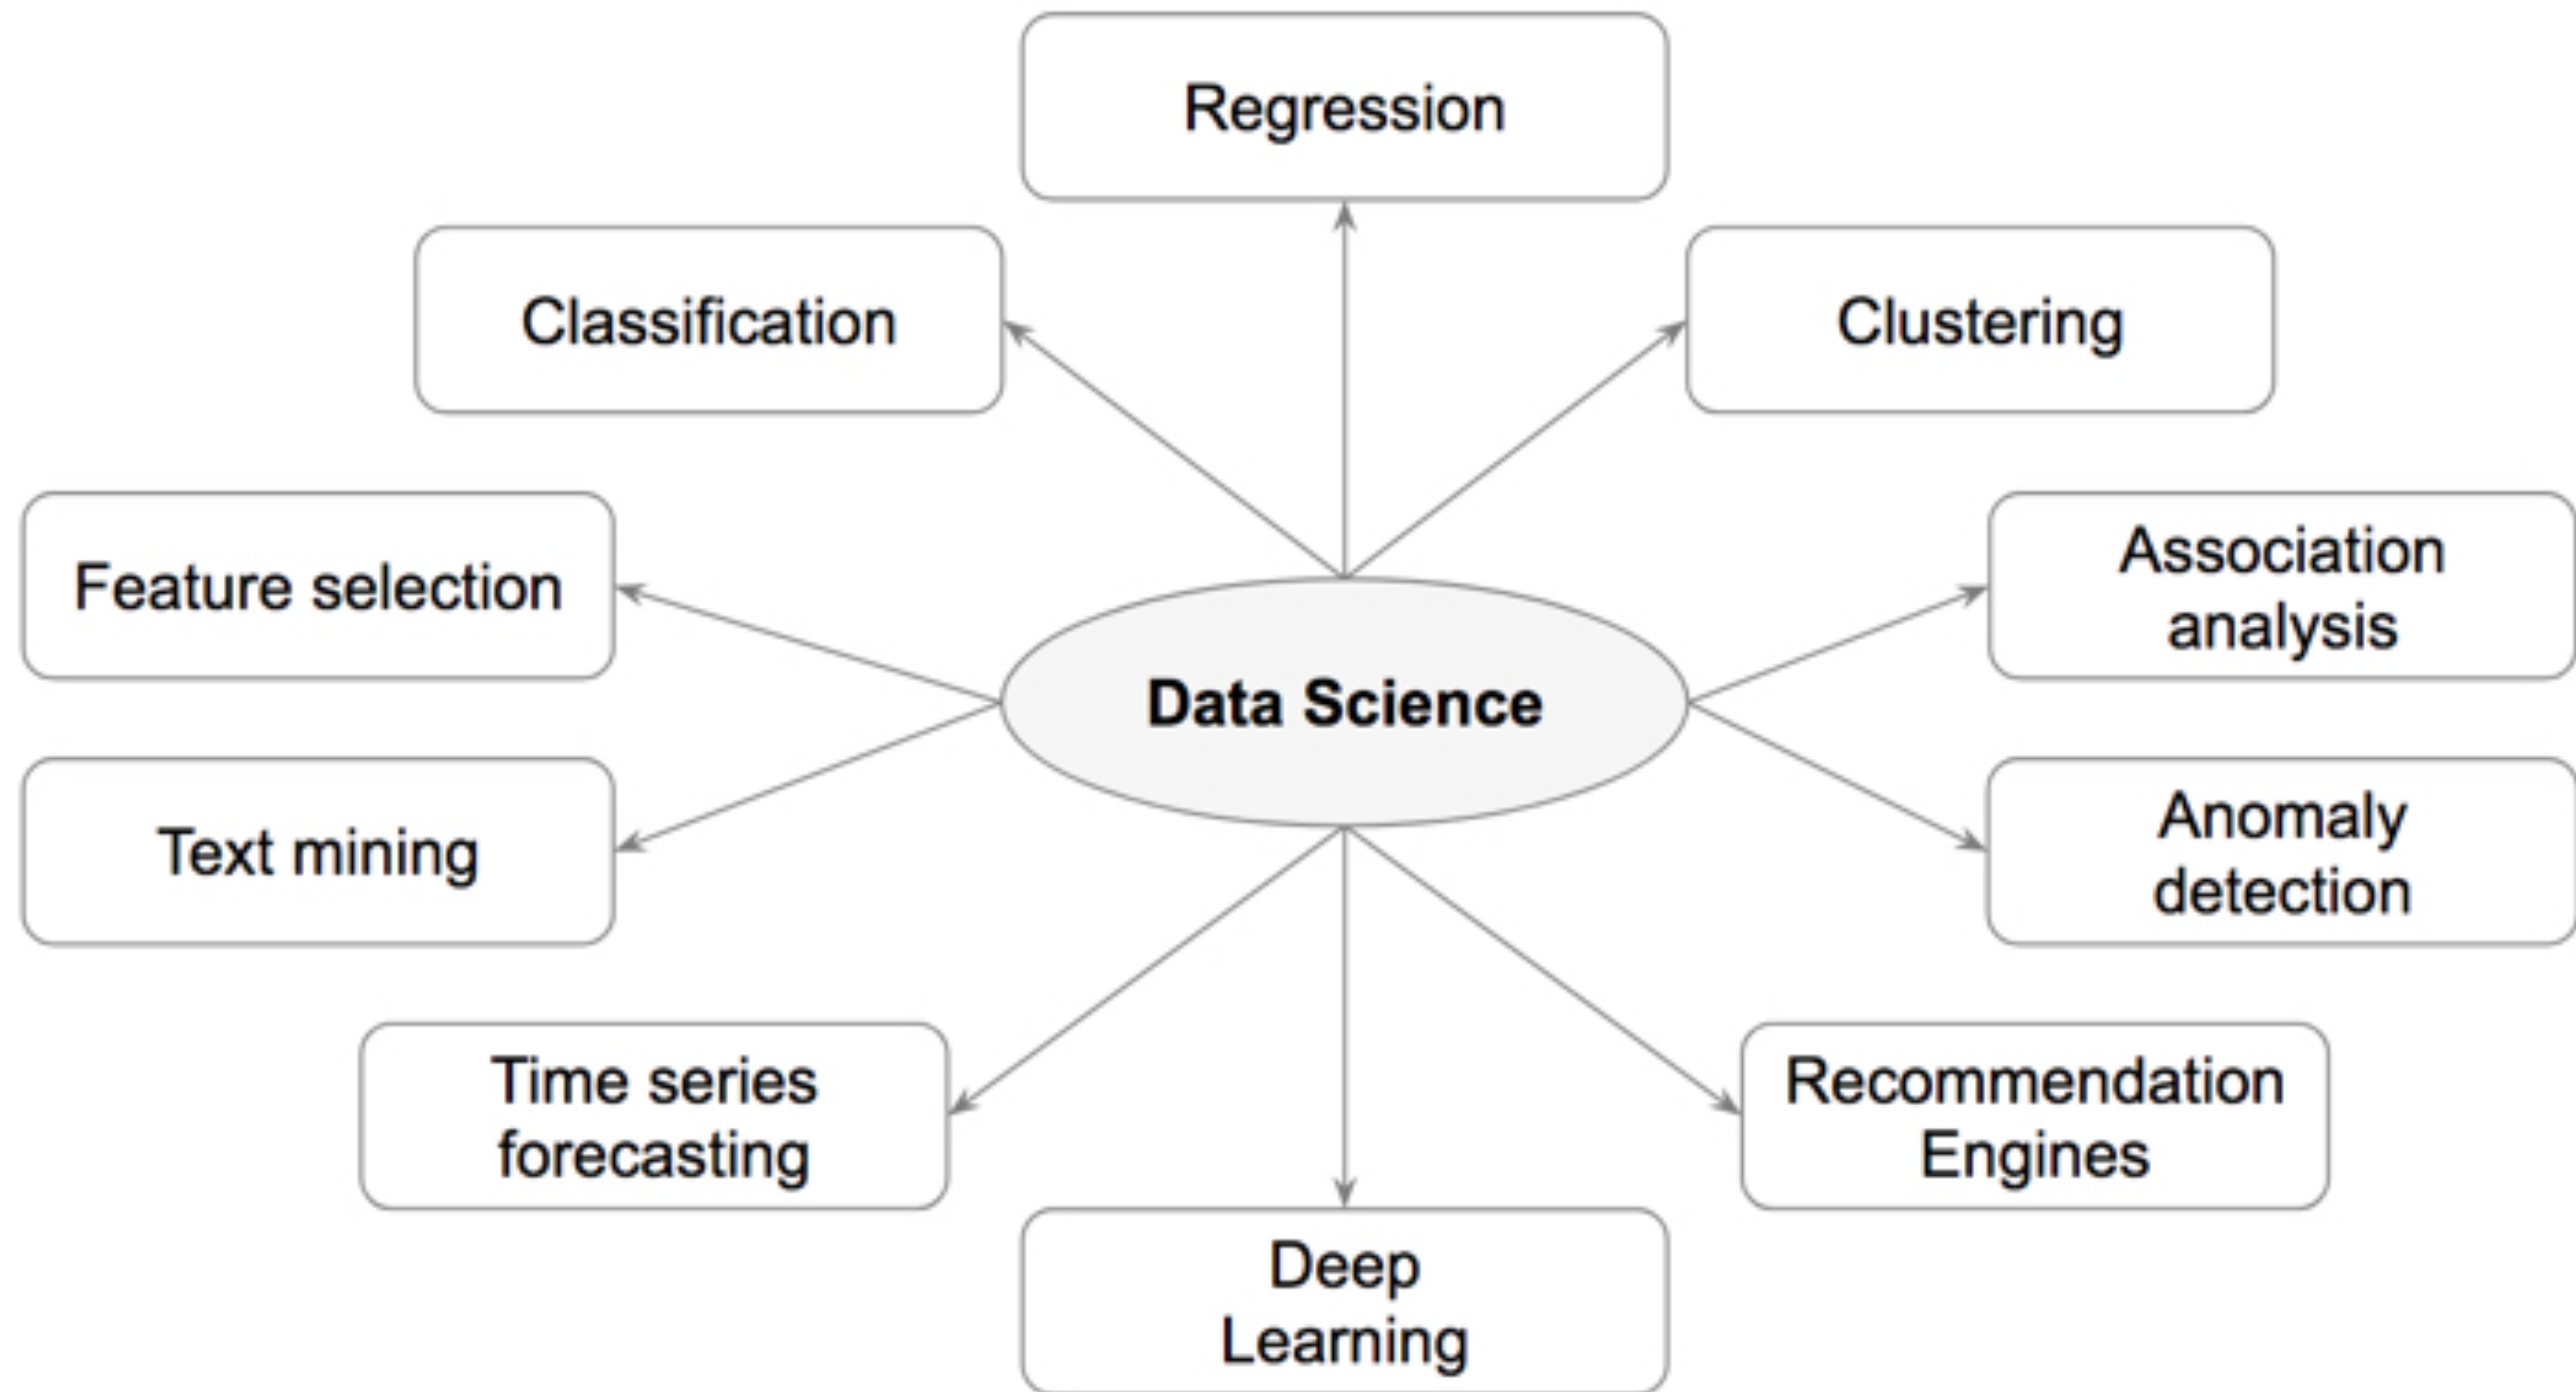 Regression
Classification
Clustering
Feature selection
Association
analysis
Data Science
Text mining
Anomaly
detection
Time series
forecasting
Recommendation
Engines
Deep
Learning